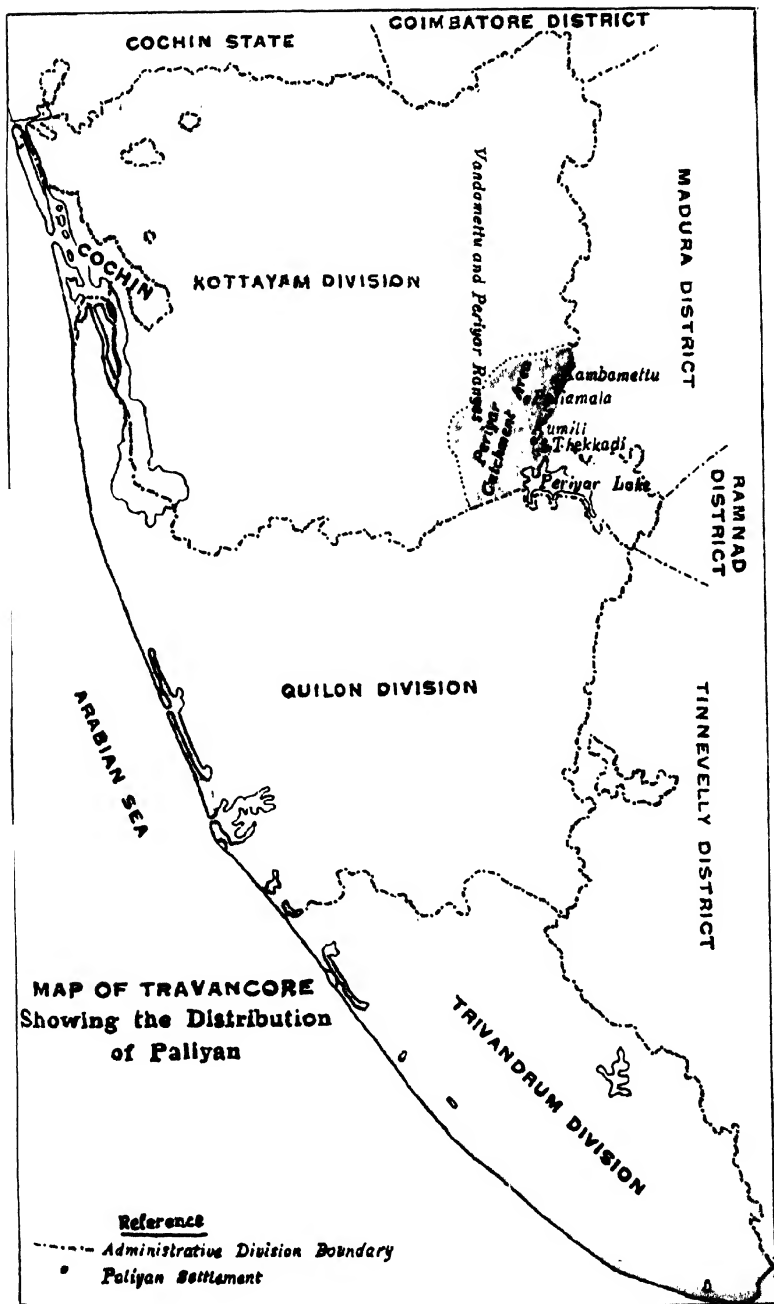 COCHIN STATE
COIMBATORE DISTRICT
MADURA DISTRICT
Vandamettu and Periyar Ranges
COCHIN
KOTTAYAM DIVISION
Periyar
Catchment Area
Kambamettu
Thekkadi
Periyar Lake
RAMNAD
DISTRICT
QUILON DIVISION
ARABIAN SEA
TINNEVELLY DISTRICT
MAP OF TRAVANCORE
Showing the Distribution
of Paliyan
TRIVANDRUM DIVISION
Reference
Administrative Division Boundary
Paliyan Settlement